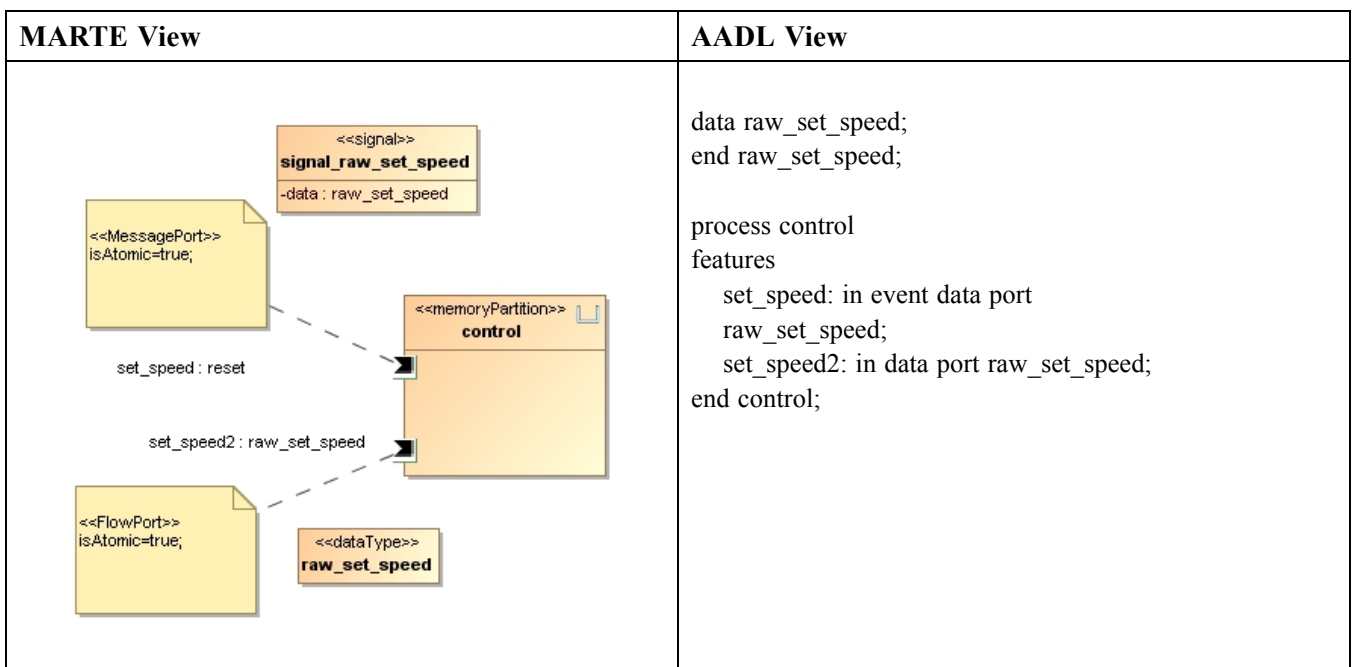 MARTE View
AADL View
<<signal>>
signal_raw_set_speed
-data : raw_set_speed
<<MessagePort>>
isAtomic=true;
<<memoryPartition>>
control
set_speed : reset
set_speed2 : raw_set_speed
<<FlowPort>>
isAtomic=true;
<<dataType>>
raw_set_speed
data raw_set_speed;
end raw_set_speed;
process control
features
set_speed: in event data port
raw_set_speed;
set_speed2: in data port raw_set_speed;
end control;